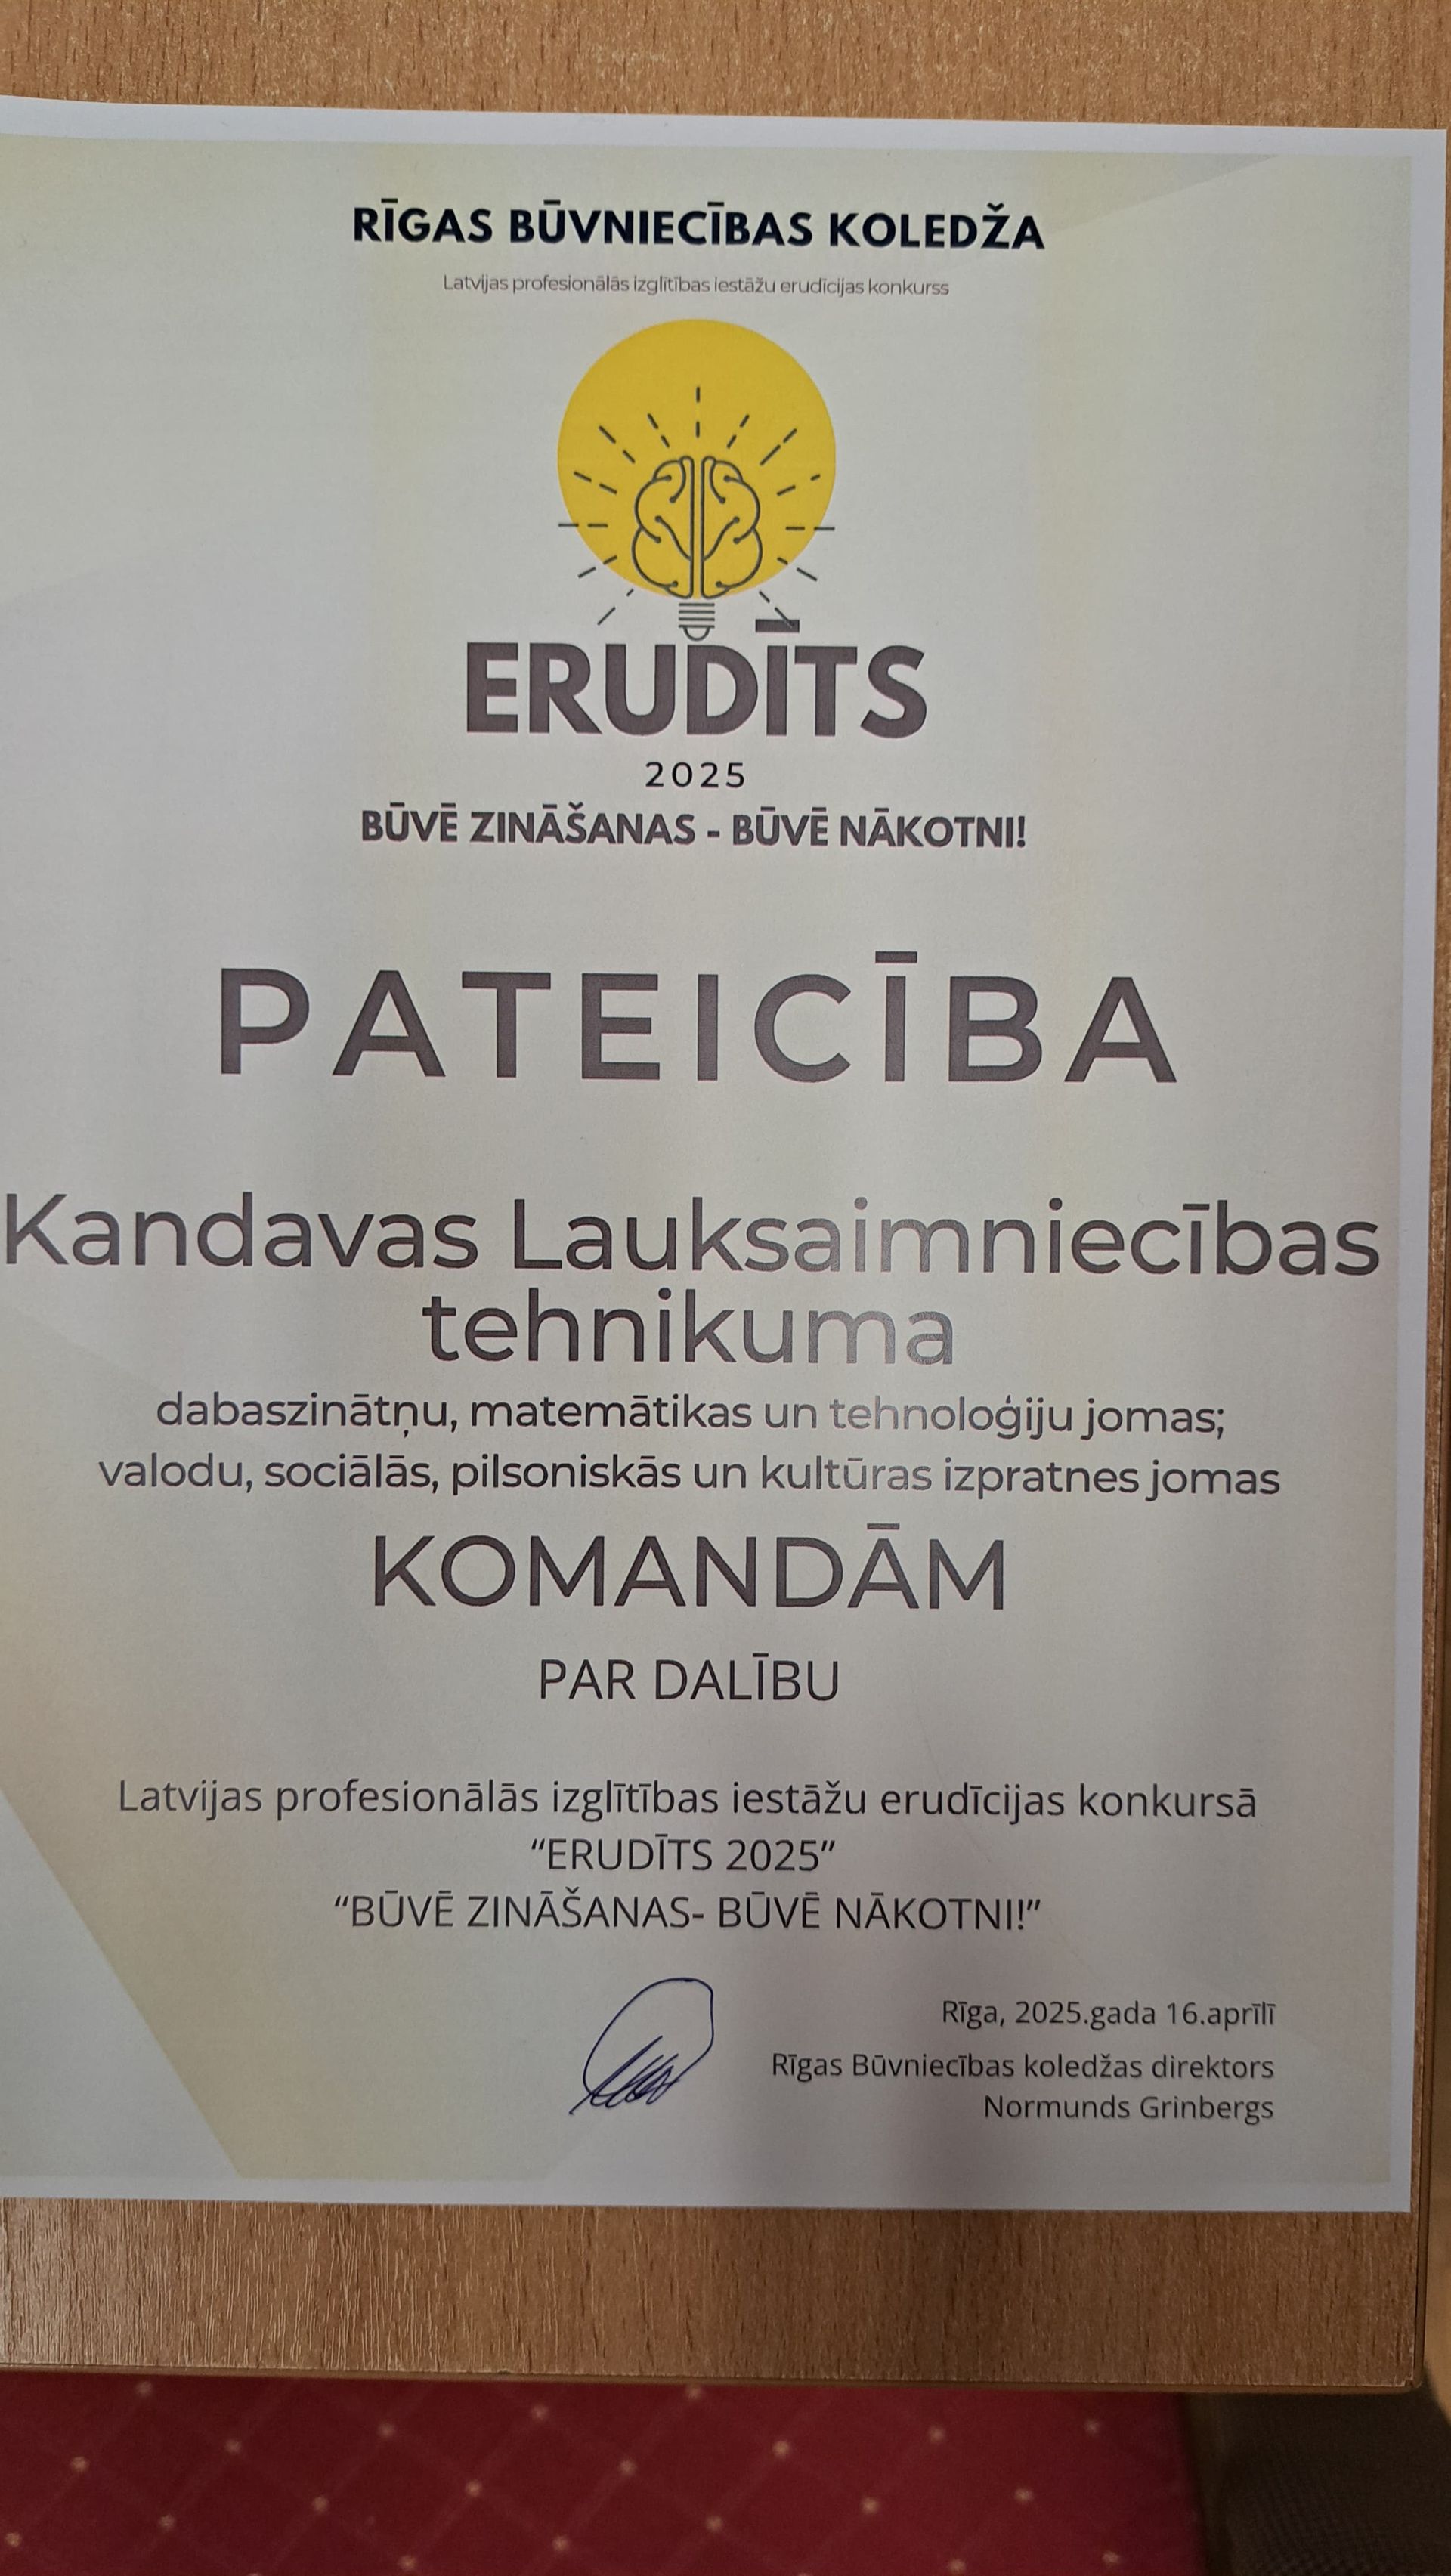 RĪGAS BŪVNIECĪBAS KOLEDŽA
Latvijas profesionālās izglītības iestāžu erudīcijas konkurss
ERUDĪTS
2025
BŪVĒ ZINĀŠANAS - BŪVĒ NĀKOTNI!
PATEICĪBA
Kandavas Lauksaimniecības
tehnikuma
dabaszinātņu, matemātikas un tehnoloģiju jomas;
valodu, sociālās, pilsoniskās un kultūras izpratnes jomas
KOMANDĀM
PAR DALĪBU
Latvijas profesionālās izglītības iestāžu erudīcijas konkursā
“ERUDĪTS 2025”
“BŪVĒ ZINĀŠANAS- BŪVĒ NĀKOTNI!”
Rīga, 2025.gada 16.aprīlī
Rīgas Būvniecības koledžas direktors
Normunds Grinbergs